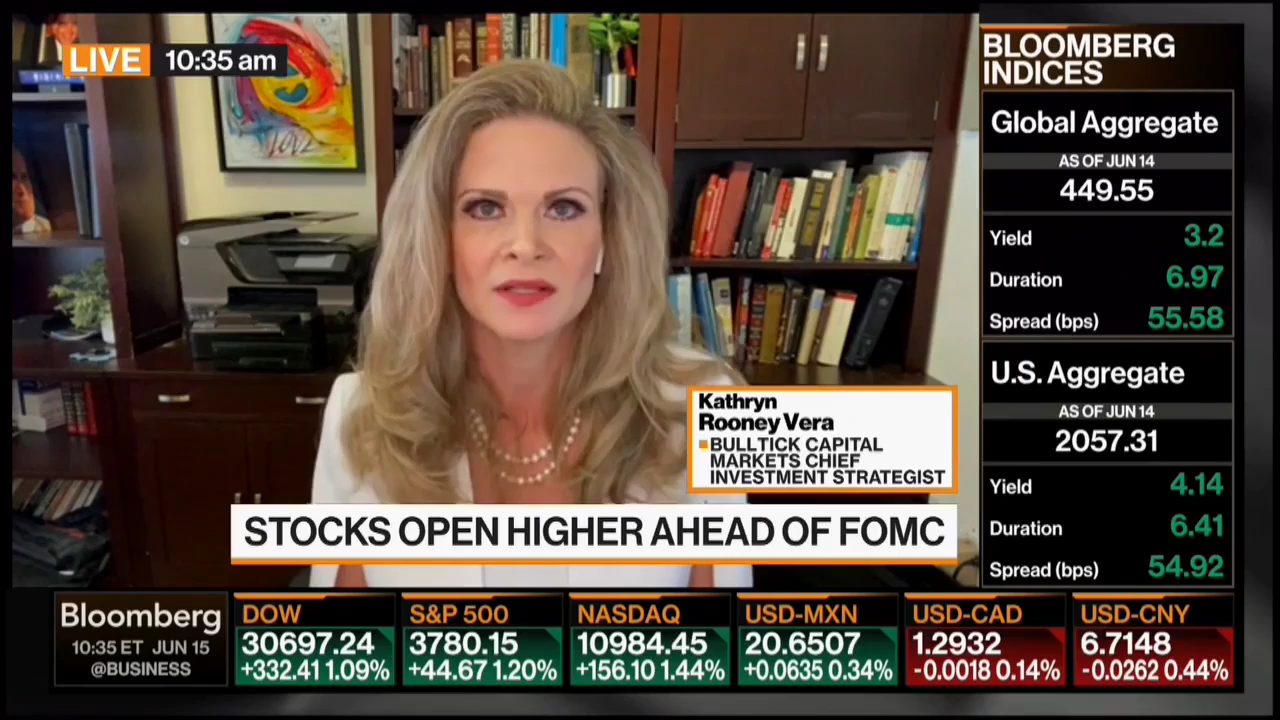 LIVE 10:35 am
LOVE
STARS
BLOOMBERG
INDICES
Global Aggregate
AS OF JUN 14
449.55
Yield 3.2
Duration 6.97
Spread (bps) 55.58
U.S. Aggregate
AS OF JUN 14
2057.31
Yield 4.14
Duration 6.41
Spread (bps) 54.92
Kathryn
Rooney Vera
BULLTICK CAPITAL
MARKETS CHIEF
INVESTMENT STRATEGIST
STOCKS OPEN HIGHER AHEAD OF FOMC
Bloomberg
10:35 ET JUN 15
@BUSINESS
DOW
30697.24
+332.41 1.09%
S&P 500
3780.15
+44.67 1.20%
NASDAQ
10984.45
+156.10 1.44%
USD-MXN
20.6507
+0.0635 0.34%
USD-CAD
1.2932
-0.0018 0.14%
USD-CNY
6.7148
-0.0262 0.44%